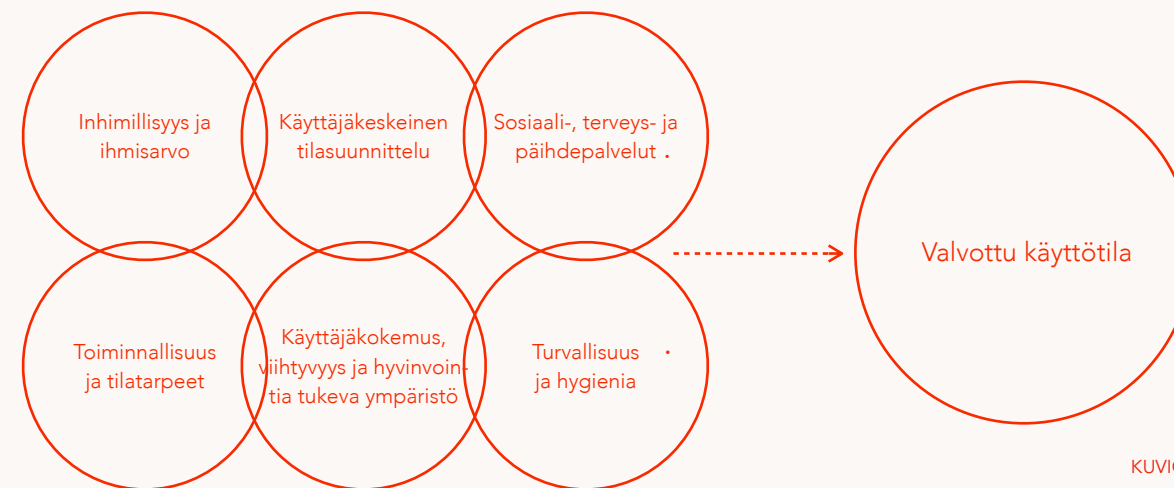 Inhimillisyys ja
ihmisarvo
Käyttäjäkeskeinen
tilasuunnittelu
Sosiaali-, terveys- ja
päihdepalvelut .
Valvottu käyttötila
Toiminnallisuus
ja tilatarpeet
Käyttäjäkokemus,
viihtyvyys ja hyvinvoin-
tia tukeva ympäristö
Turvallisuus
ja hygienia